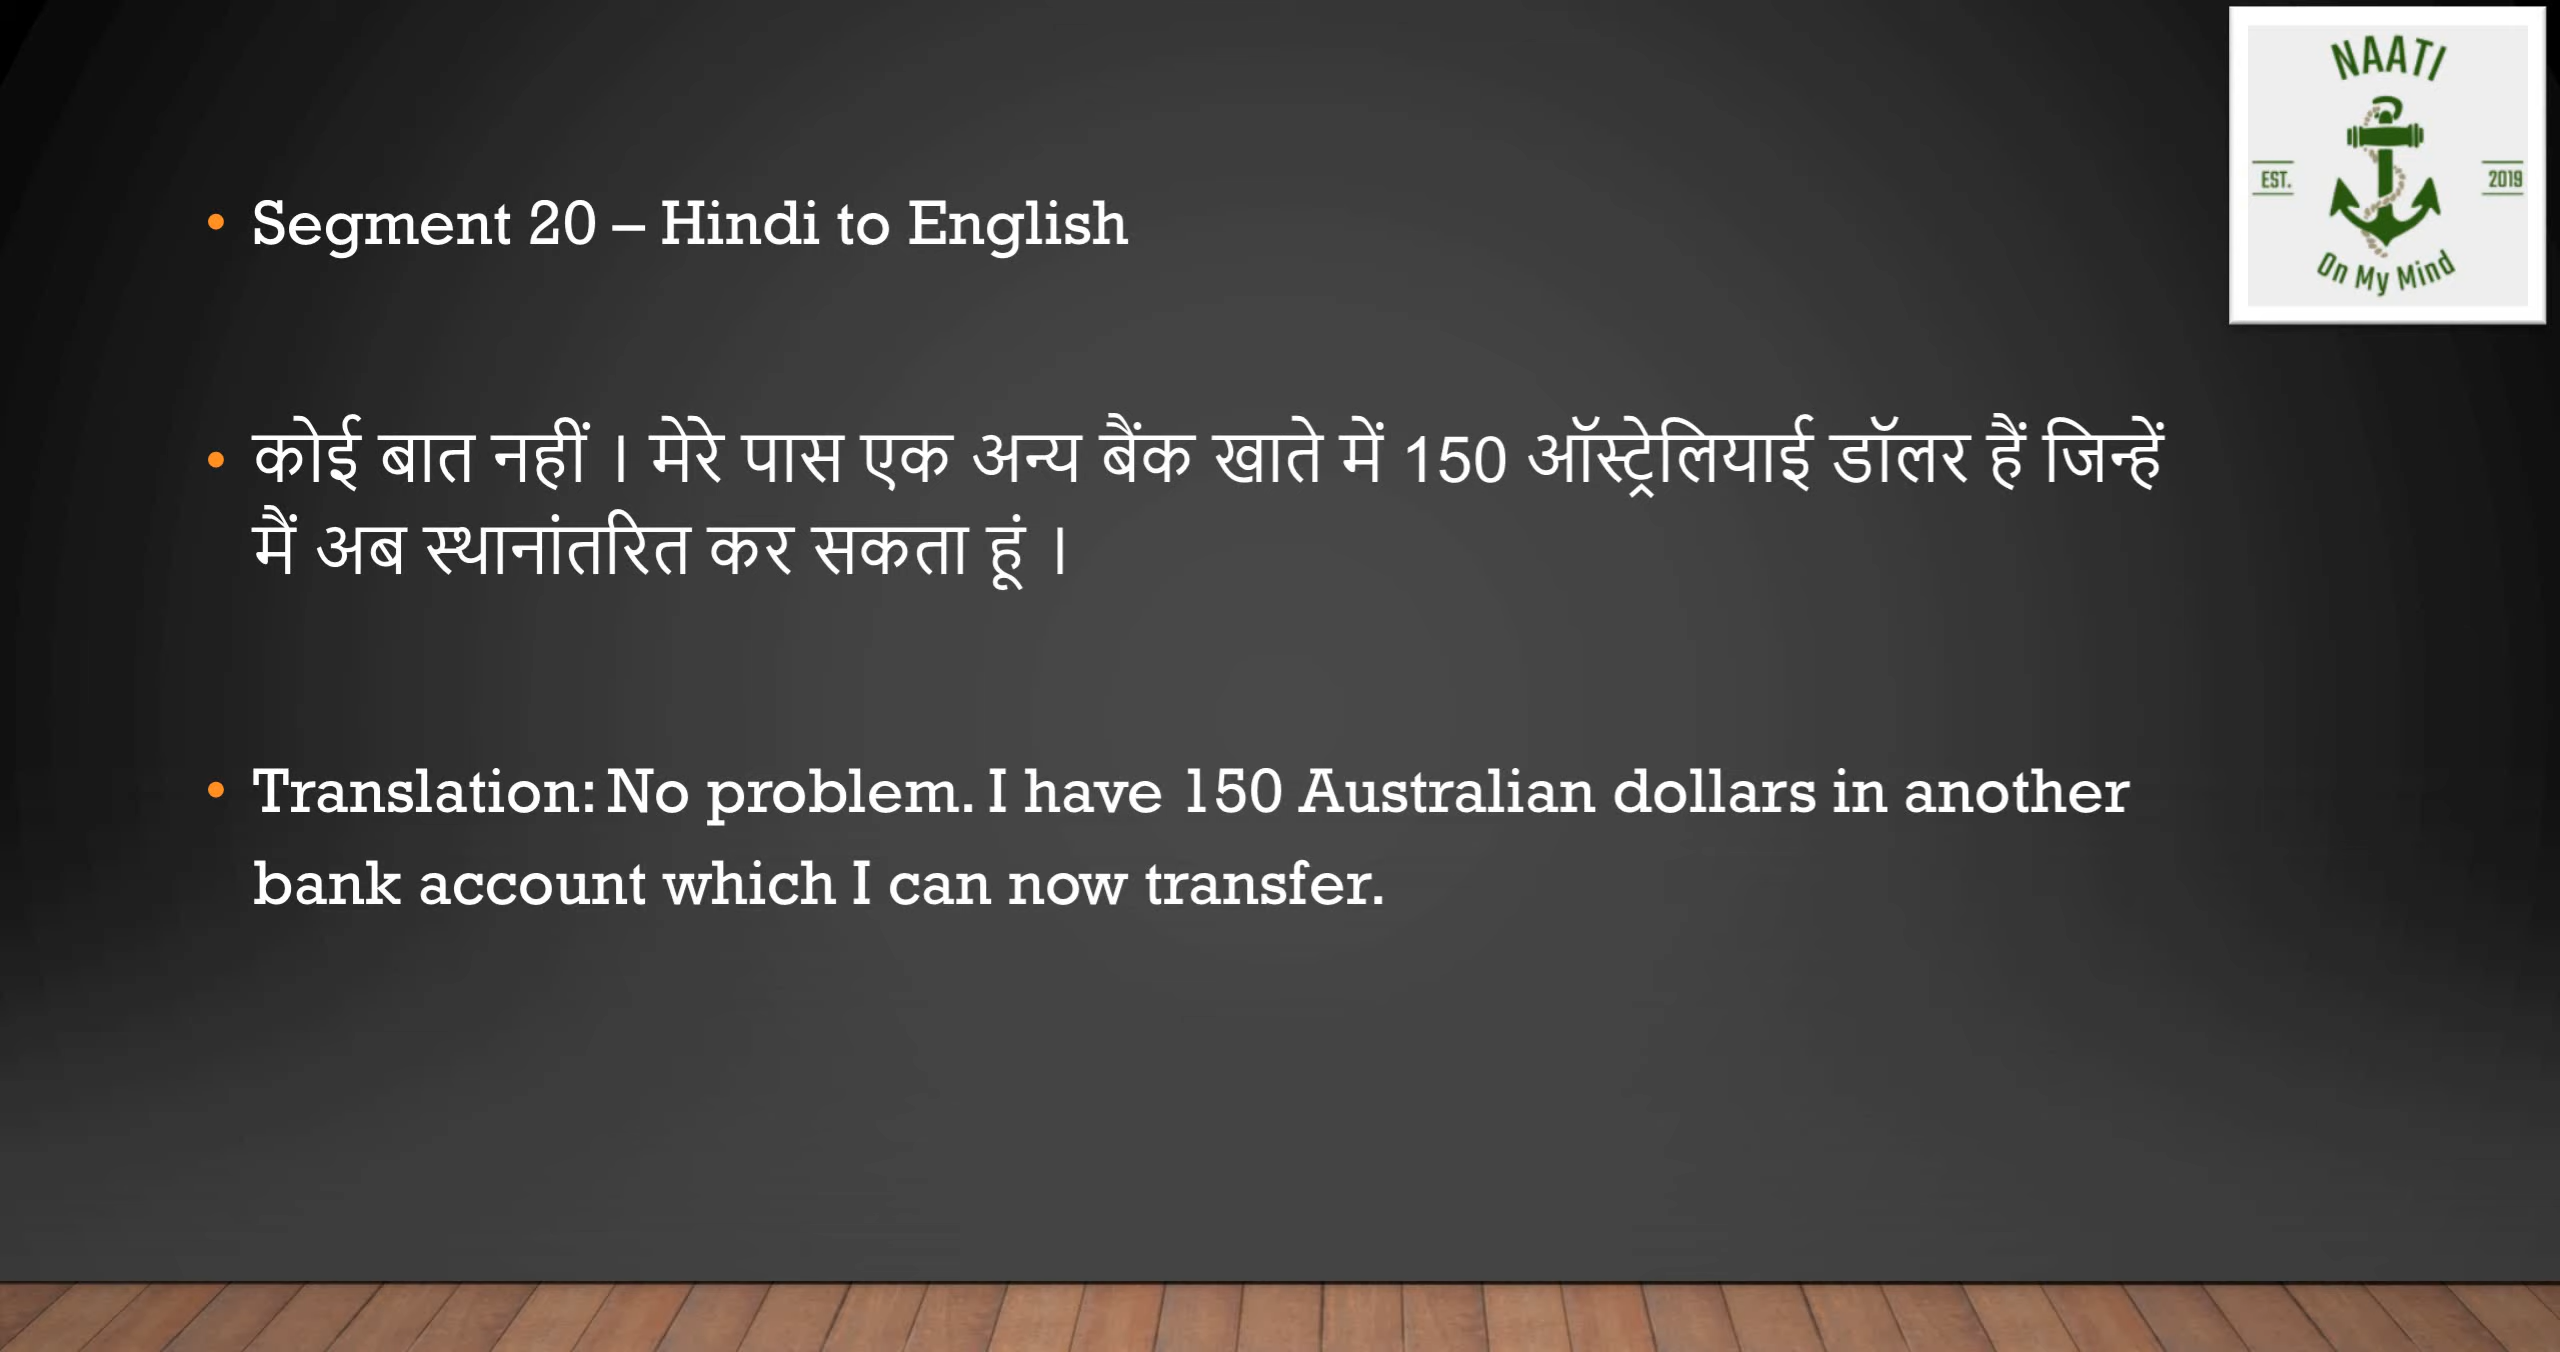 NAATI
EST. 2019
On My Mind
• Segment 20 – Hindi to English
• कोई बात नहीं । मेरे पास एक अन्य बैंक खाते में 150 ऑस्ट्रेलियाई डॉलर हैं जिन्हें
मैं अब स्थानांतरित कर सकता हूं ।
• Translation: No problem. I have 150 Australian dollars in another
bank account which I can now transfer.